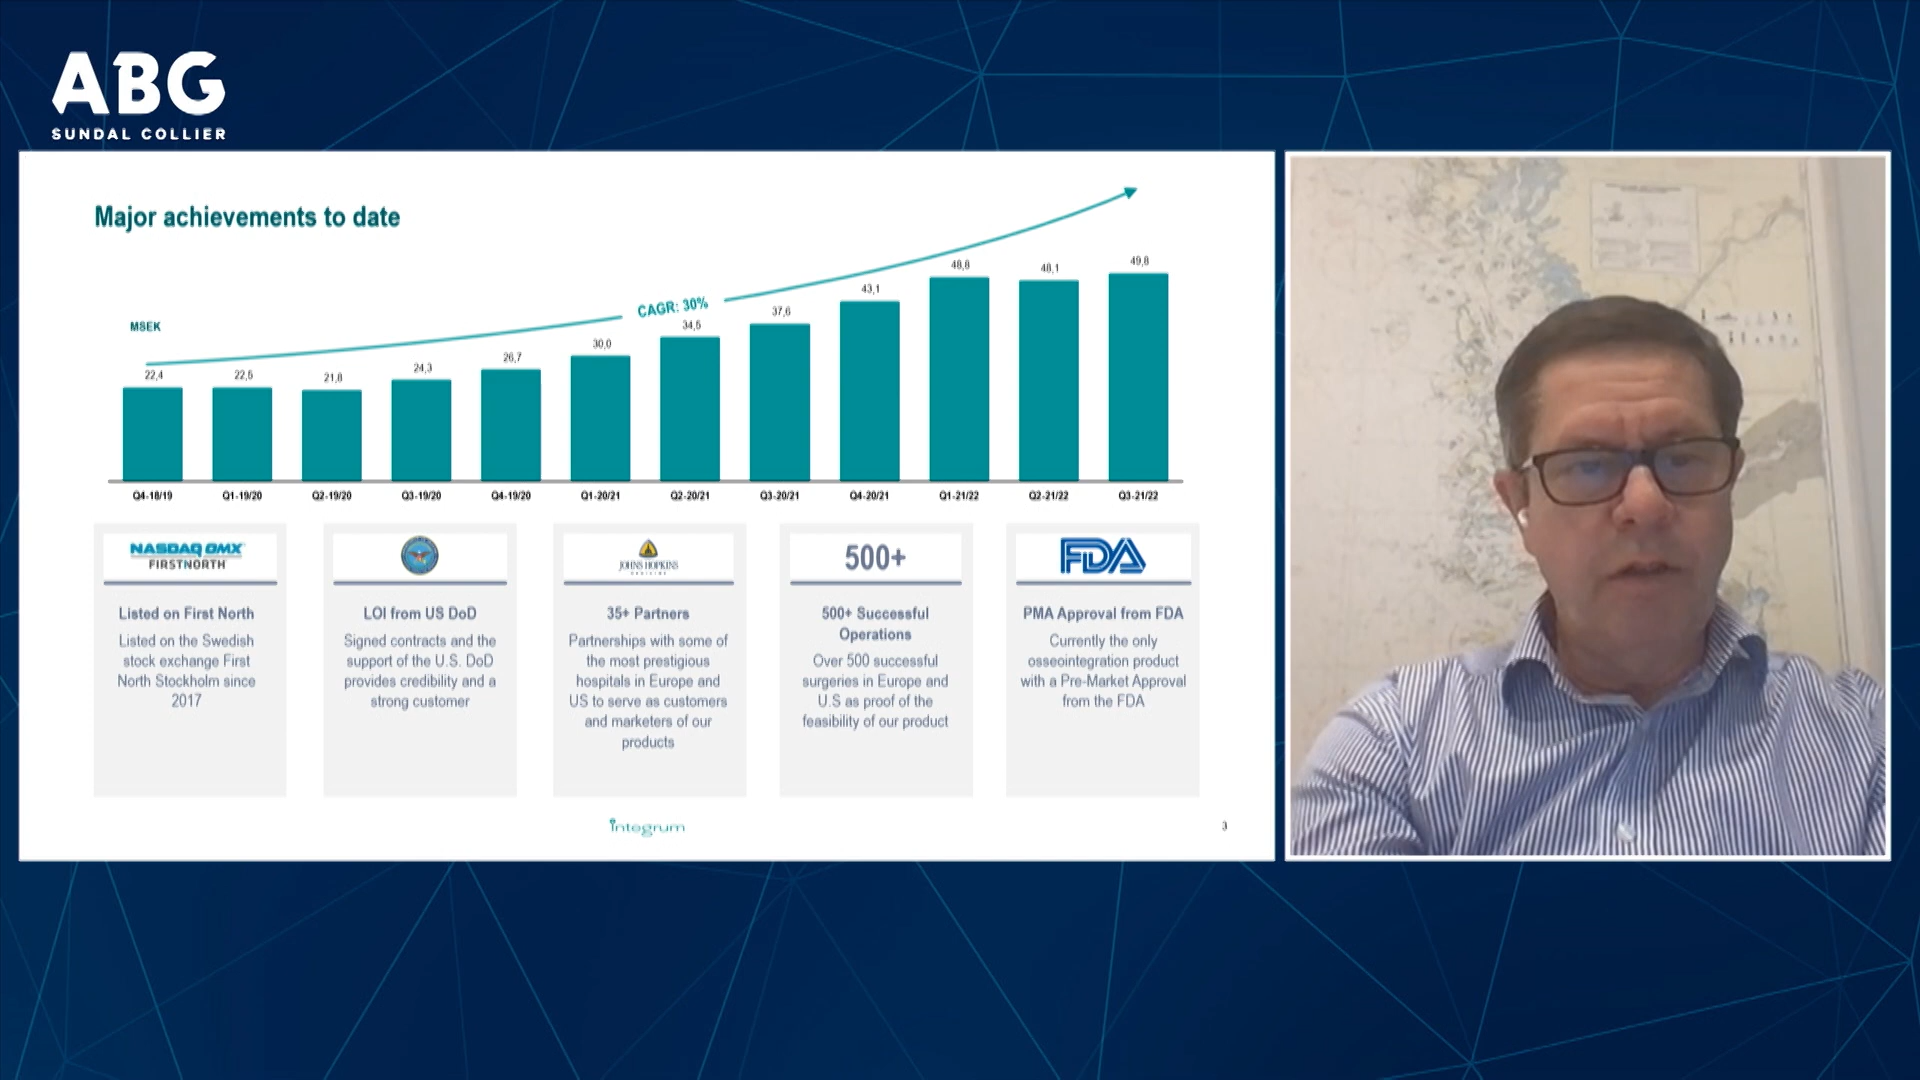 ABG
SUNDAL COLLIER
Major achievements to date
MSEK
CAGR: 30%
22,4
22,5
21,8
24,3
26,7
30,0
34,5
37,6
43,1
48,8
48,1
49,8
Q4-18/19
Q1-19/20
Q2-19/20
Q3-19/20
Q4-19/20
Q1-20/21
Q2-20/21
Q3-20/21
Q4-20/21
Q1-21/22
Q2-21/22
Q3-21/22
NASDAQ OMX
FIRSTNORTH
Listed on First North
Listed on the Swedish
stock exchange First
North Stockholm since
2017
LOI from US DoD
Signed contracts and the
support of the U.S. DoD
provides credibility and a
strong customer
JOHNS HOPKINS
MEDICINE
35+ Partners
Partnerships with some of
the most prestigious
hospitals in Europe and
US to serve as customers
and marketers of our
products
500+
500+ Successful
Operations
Over 500 successful
surgeries in Europe and
U.S as proof of the
feasibility of our product
FDA
PMA Approval from FDA
Currently the only
osseointegration product
with a Pre-Market Approval
from the FDA
integrum
3